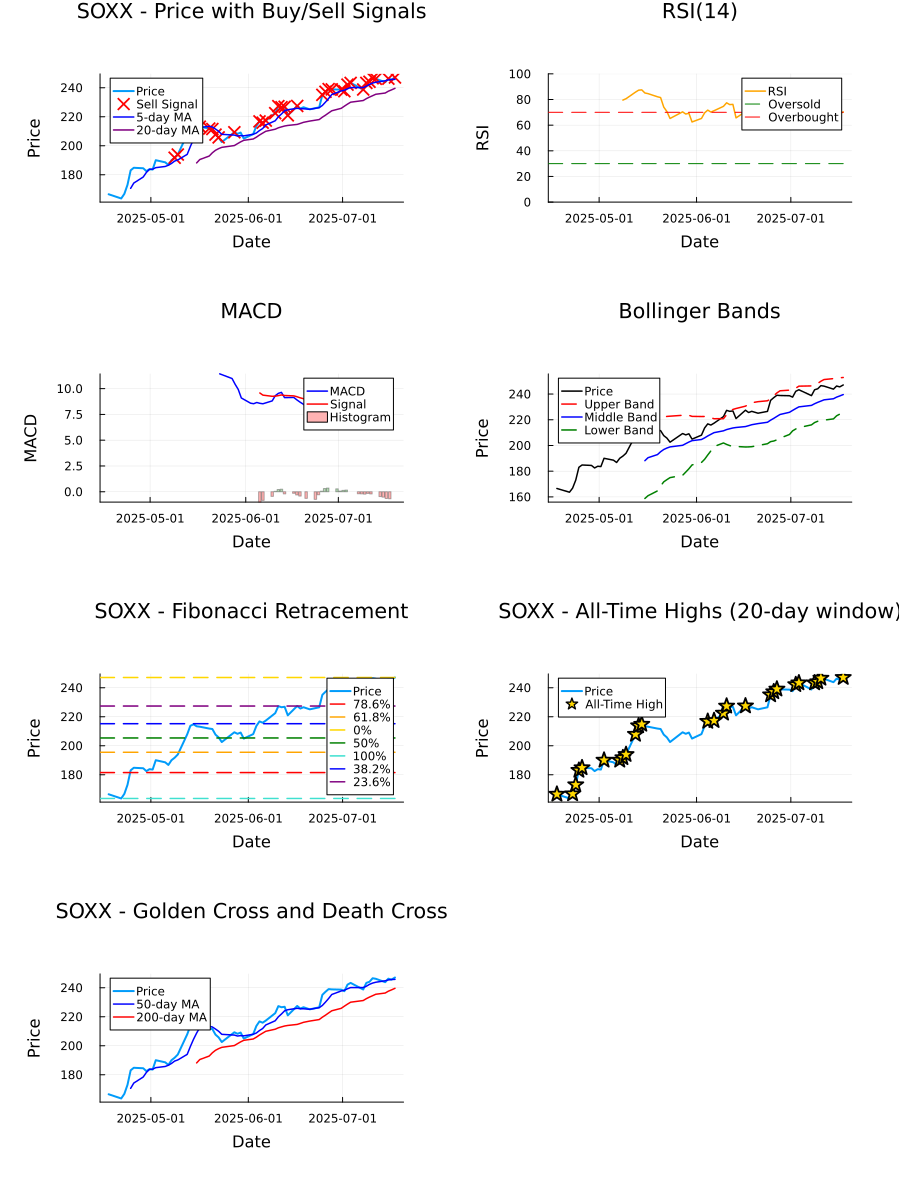 SOXX - Price with Buy/Sell Signals
Price
240
220
200
180
Price
Sell Signal
5-day MA
20-day MA
2025-05-01
2025-06-01
2025-07-01
Date
RSI(14)
RSI
100
80
60
40
20
0
RSI
Oversold
Overbought
2025-05-01
2025-06-01
2025-07-01
Date
MACD
MACD
10.0
7.5
5.0
2.5
0.0
MACD
Signal
Histogram
2025-05-01
2025-06-01
2025-07-01
Date
Bollinger Bands
Price
240
220
200
180
160
Price
Upper Band
Middle Band
Lower Band
2025-05-01
2025-06-01
2025-07-01
Date
SOXX - Fibonacci Retracement
Price
240
220
200
180
Price
78.6%
61.8%
0%
50%
100%
38.2%
23.6%
2025-05-01
2025-06-01
2025-07-01
Date
SOXX - All-Time Highs (20-day window)
Price
240
220
200
180
Price
All-Time High
2025-05-01
2025-06-01
2025-07-01
Date
SOXX - Golden Cross and Death Cross
Price
240
220
200
180
Price
50-day MA
200-day MA
2025-05-01
2025-06-01
2025-07-01
Date